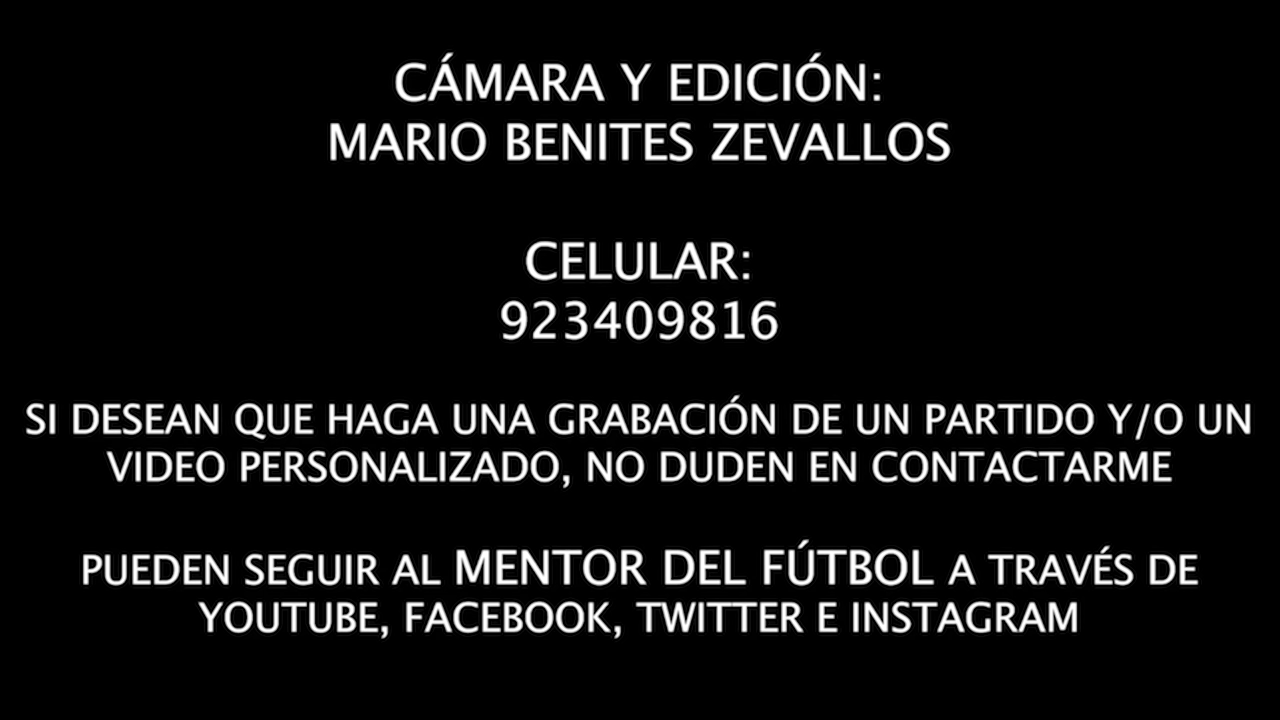 CÁMARA Y EDICIÓN:
MARIO BENITES ZEVALLOS
CELULAR:
923409816
SI DESEAN QUE HAGA UNA GRABACIÓN DE UN PARTIDO Y/O UN
VIDEO PERSONALIZADO, NO DUDEN EN CONTACTARME
PUEDEN SEGUIR AL MENTOR DEL FÚTBOL A TRAVÉS DE
YOUTUBE, FACEBOOK, TWITTER E INSTAGRAM